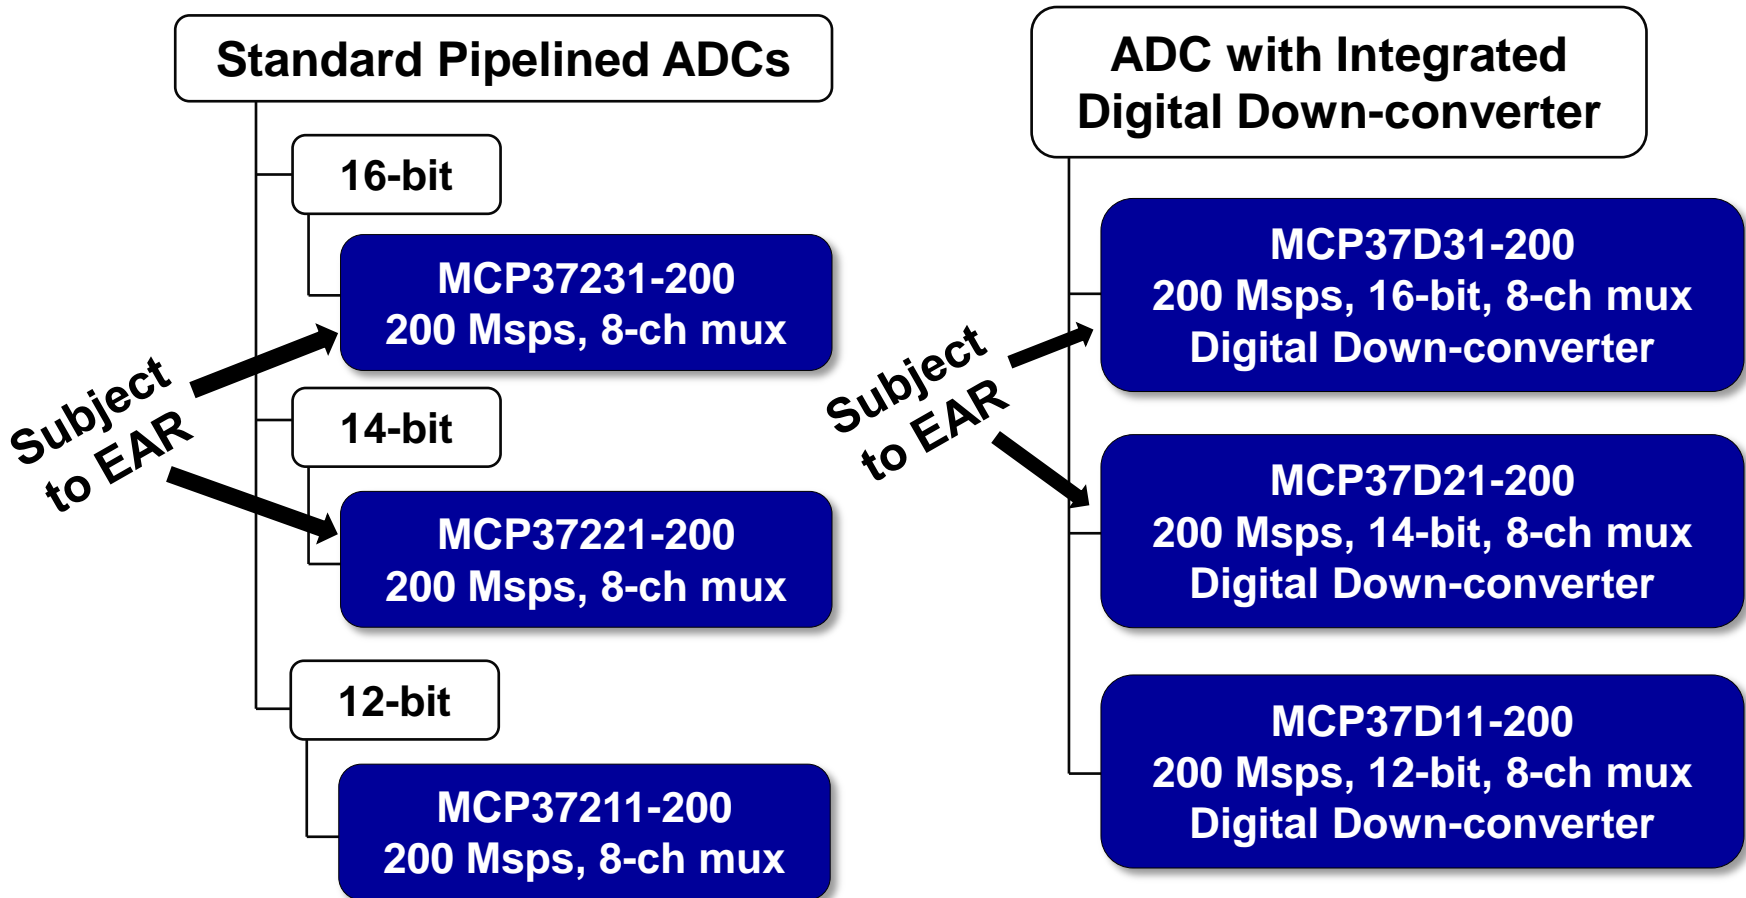 Standard Pipelined ADCs
16-bit
MCP37231-200
200 Msps, 8-ch mux
Subject
to EAR
14-bit
MCP37221-200
200 Msps, 8-ch mux
12-bit
MCP37211-200
200 Msps, 8-ch mux
ADC with Integrated
Digital Down-converter
MCP37D31-200
200 Msps, 16-bit, 8-ch mux
Digital Down-converter
Subject
to EAR
MCP37D21-200
200 Msps, 14-bit, 8-ch mux
Digital Down-converter
MCP37D11-200
200 Msps, 12-bit, 8-ch mux
Digital Down-converter